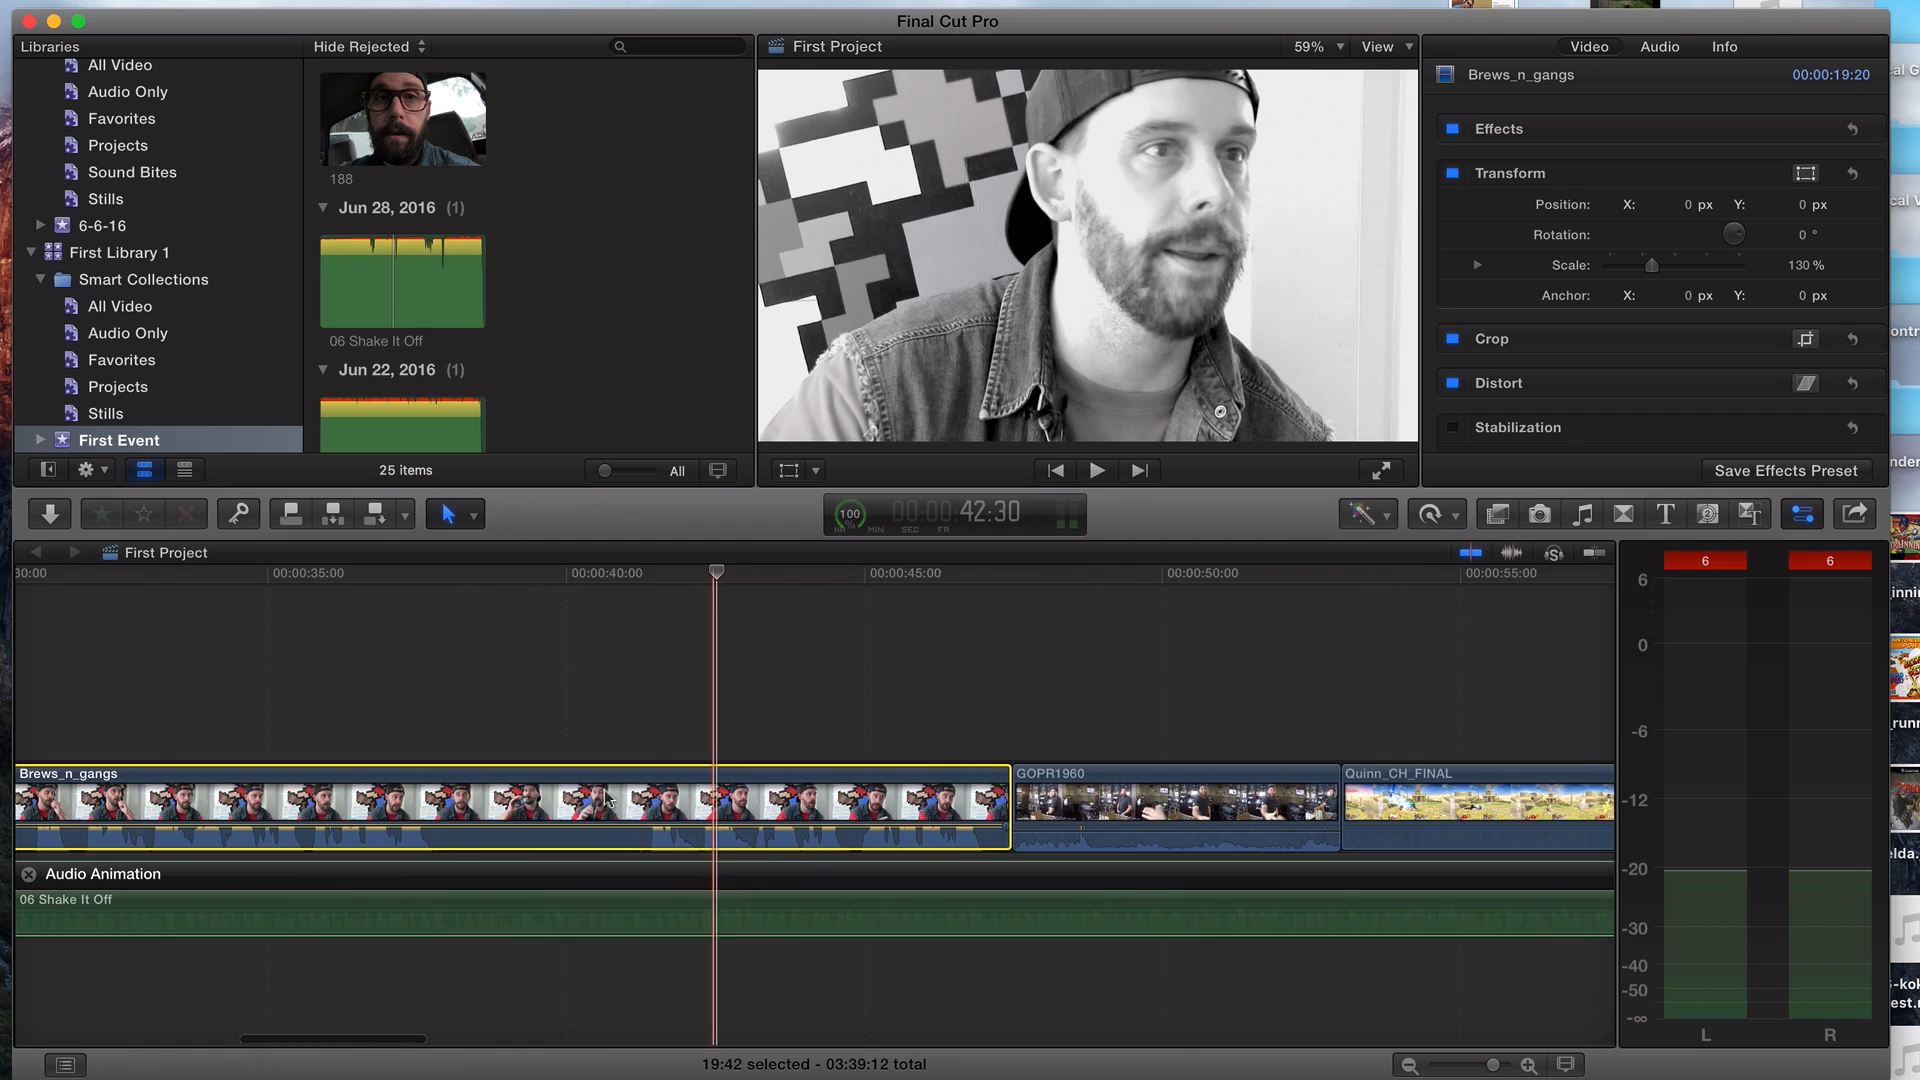 Final Cut Pro
Libraries
Hide Rejected
First Project
59%
View
Video
Audio
Info
All Video
Audio Only
Favorites
Projects
Sound Bites
Stills
6-6-16
First Library 1
Smart Collections
All Video
Audio Only
Favorites
Projects
Stills
First Event
188
Jun 28, 2016 (1)
06 Shake It Off
Jun 22, 2016 (1)
25 items
All
Brews_n_gangs
00:00:19:20
Effects
Transform
Position: X: 0 px Y: 0 px
Rotation: 0 °
Scale: 130 %
Anchor: X: 0 px Y: 0 px
Crop
Distort
Stabilization
Save Effects Preset
100
%
00:00:42:30
HR MIN SEC FR
First Project
30:00
00:00:35:00
00:00:40:00
00:00:45:00
00:00:50:00
00:00:55:00
Brews_n_gangs
GOPR1960
Quinn_CH_FINAL
Audio Animation
06 Shake It Off
6
6
6
0
-6
-12
-20
-30
-40
-50
-∞
L
R
19:42 selected - 03:39:12 total